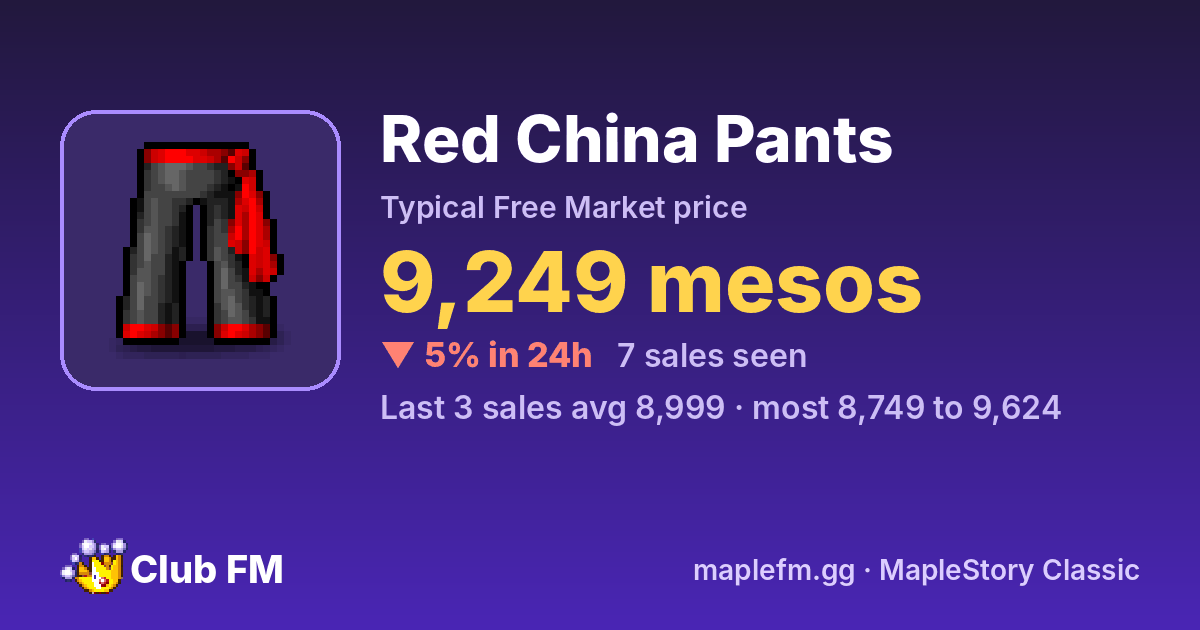 Red China Pants
Typical Free Market price
9,249 mesos
▼ 5% in 24h 7 sales seen
Last 3 sales avg 8,999 · most 8,749 to 9,624
Club FM
maplefm.gg · MapleStory Classic